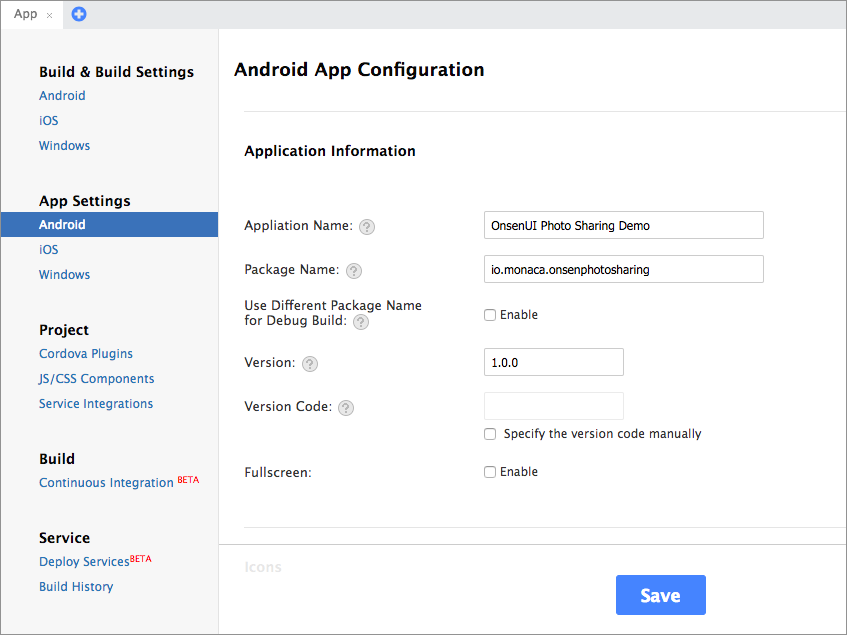 App ×
Build & Build Settings
Android
iOS
Windows
App Settings
Android
iOS
Windows
Project
Cordova Plugins
JS/CSS Components
Service Integrations
Build
Continuous Integration BETA
Service
Deploy Services BETA
Build History
Android App Configuration
Application Information
Appliation Name: ?
OnsenUI Photo Sharing Demo
Package Name: ?
io.monaca.onsenphotosharing
Use Different Package Name
for Debug Build: ?
Enable
Version: ?
1.0.0
Version Code: ?
Specify the version code manually
Fullscreen:
Enable
Icons
Save